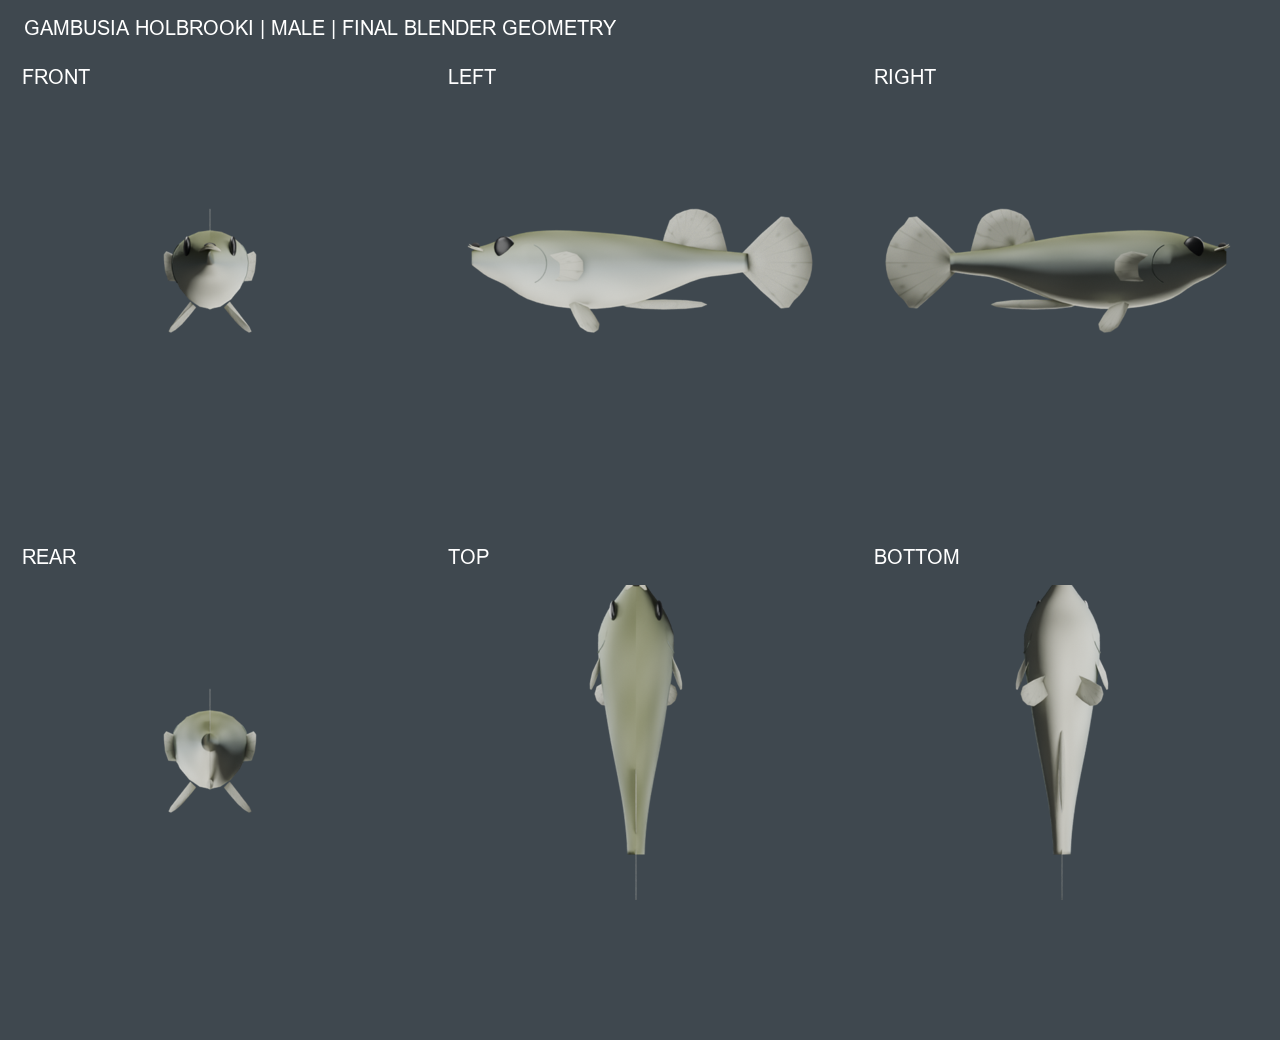 GAMBUSIA HOLBROOKI | MALE | FINAL BLENDER GEOMETRY
FRONT
LEFT
RIGHT
REAR
TOP
BOTTOM